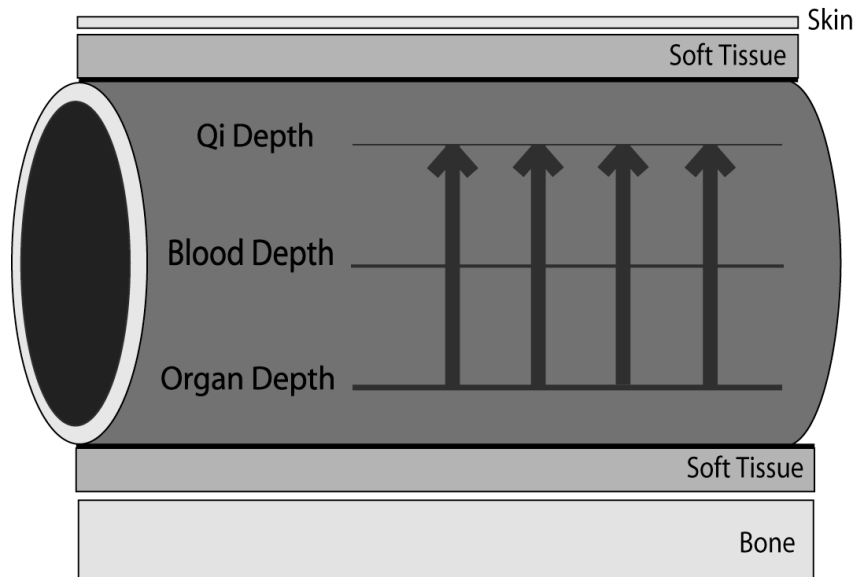 Skin
Soft Tissue
Qi Depth
Blood Depth
Organ Depth
Soft Tissue
Bone